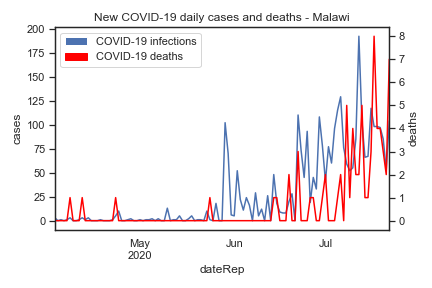 New COVID-19 daily cases and deaths - Malawi
COVID-19 infections
COVID-19 deaths
200
175
150
125
100
75
50
25
0
cases
8
7
6
5
4
3
2
1
0
deaths
May
2020
Jun
Jul
dateRep